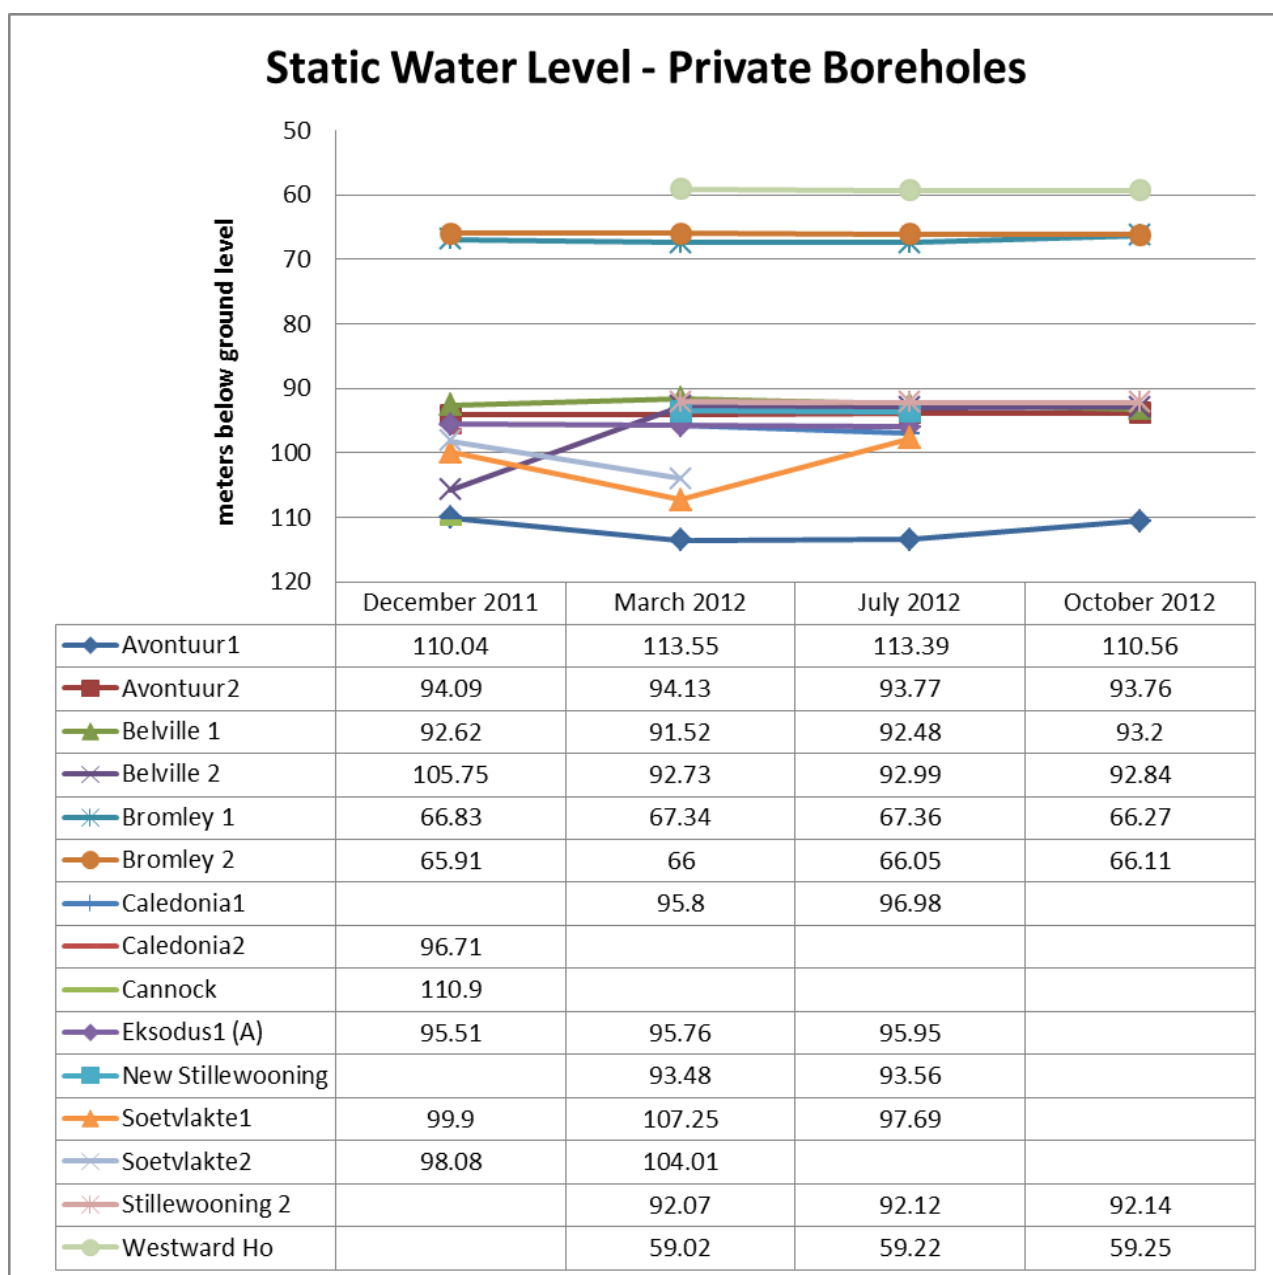 Static Water Level - Private Boreholes
50
60
70
80
90
100
110
120
meters below ground level
December 2011 March 2012 July 2012 October 2012
Avontuur1 110.04 113.55 113.39 110.56
Avontuur2 94.09 94.13 93.77 93.76
Belville 1 92.62 91.52 92.48 93.2
Belville 2 105.75 92.73 92.99 92.84
Bromley 1 66.83 67.34 67.36 66.27
Bromley 2 65.91 66 66.05 66.11
Caledonia1 95.8 96.98
Caledonia2 96.71
Cannock 110.9
Eksodus1 (A) 95.51 95.76 95.95
New Stillewooning 93.48 93.56
Soetvlakte1 99.9 107.25 97.69
Soetvlakte2 98.08 104.01
Stillewooning 2 92.07 92.12 92.14
Westward Ho 59.02 59.22 59.25